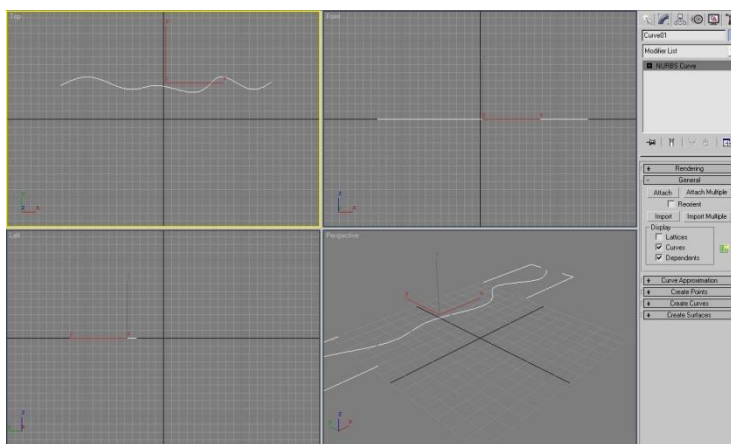 Top
Front
Left
Perspective
Curve01
Modifier List
NURBS Curve
Rendering
General
Attach Attach Multiple
Reorient
Import Import Multiple
Display
Lattices
Curves
Dependents
Curve Approximation
Create Points
Create Curves
Create Surfaces